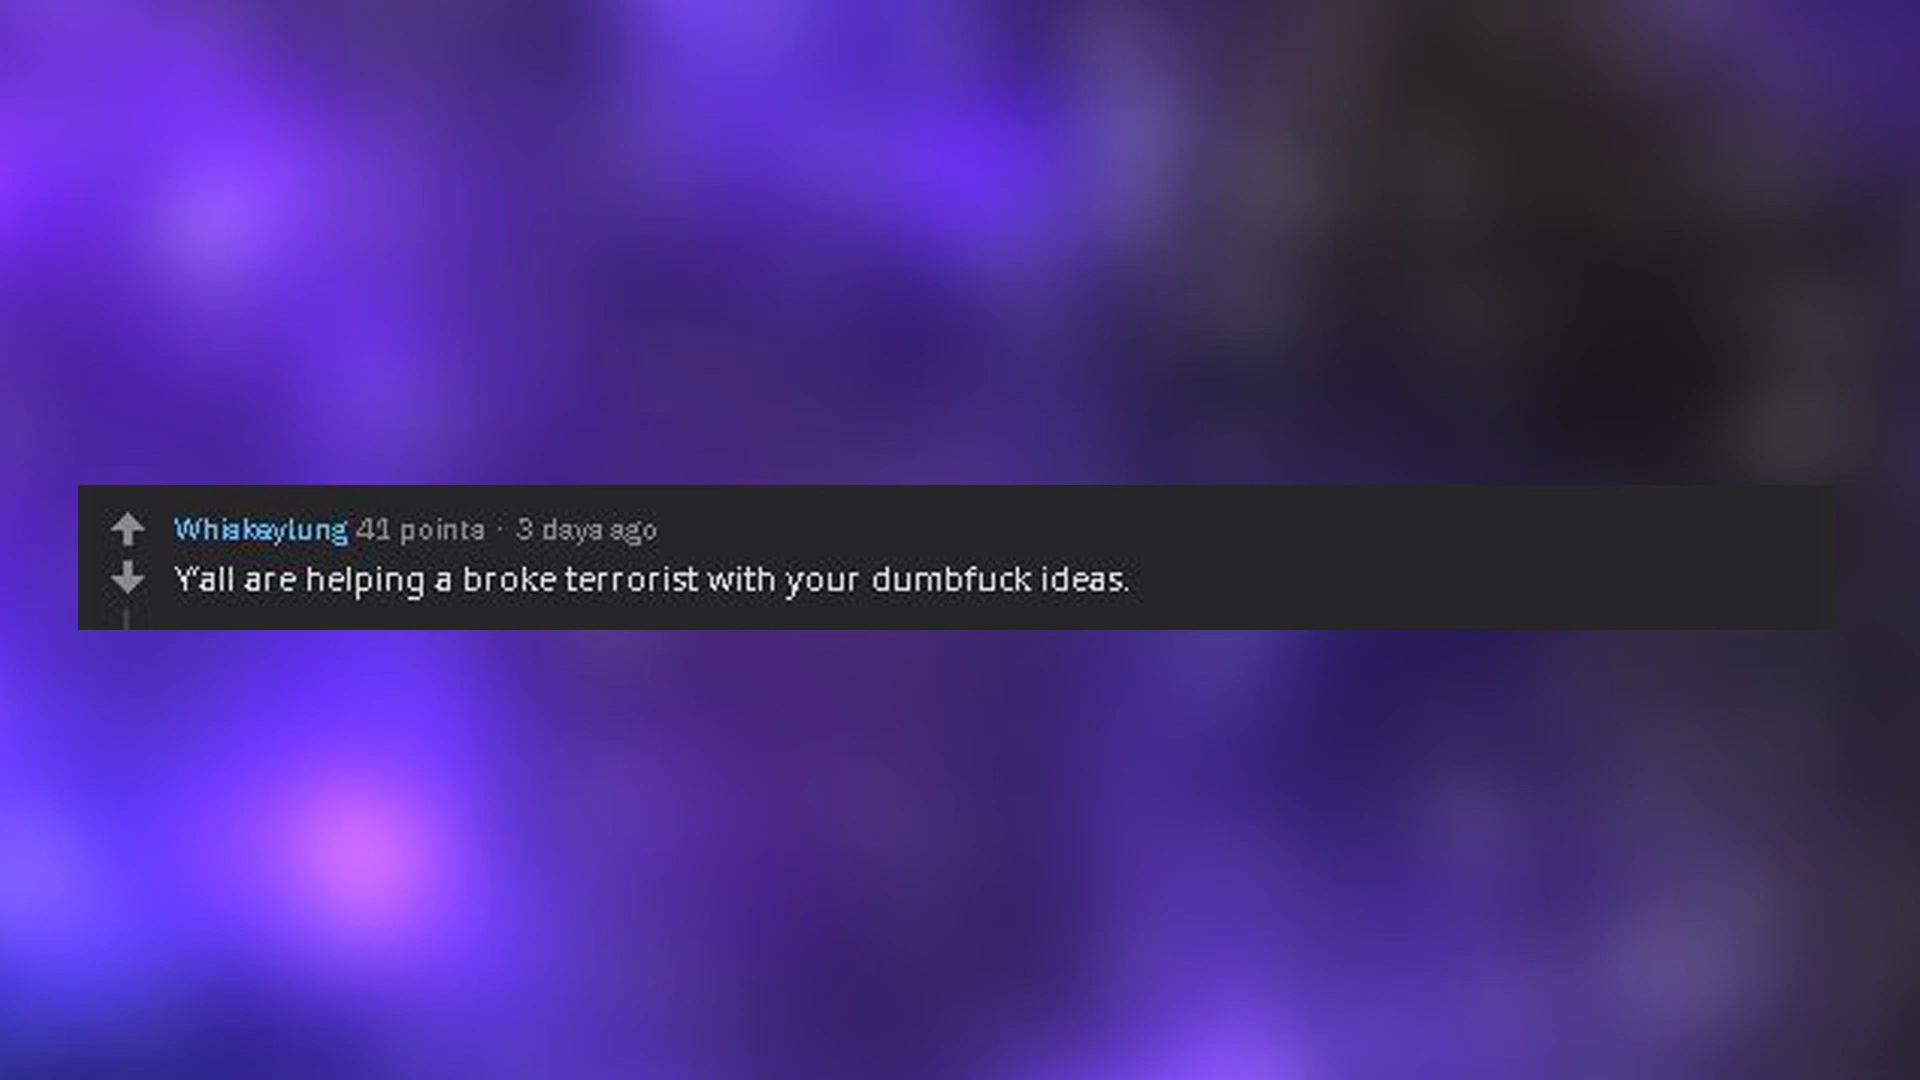 Whiskeylung 41 points · 3 days ago
Y'all are helping a broke terrorist with your dumbfuck ideas.